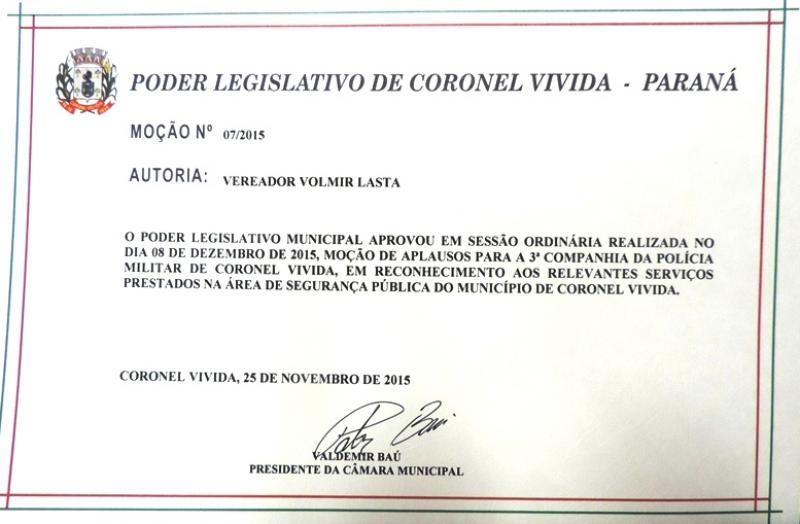 PODER LEGISLATIVO DE CORONEL VIVIDA - PARANÁ
MOÇÃO Nº 07/2015
AUTORIA: VEREADOR VOLMIR LASTA
O PODER LEGISLATIVO MUNICIPAL APROVOU EM SESSÃO ORDINÁRIA REALIZADA NO
DIA 08 DE DEZEMBRO DE 2015, MOÇÃO DE APLAUSOS PARA A 3ª COMPANHIA DA POLÍCIA
MILITAR DE CORONEL VIVIDA, EM RECONHECIMENTO AOS RELEVANTES SERVIÇOS
PRESTADOS NA ÁREA DE SEGURANÇA PÚBLICA DO MUNICÍPIO DE CORONEL VIVIDA.
CORONEL VIVIDA, 25 DE NOVEMBRO DE 2015
VALDEMIR BAÚ
PRESIDENTE DA CÂMARA MUNICIPAL